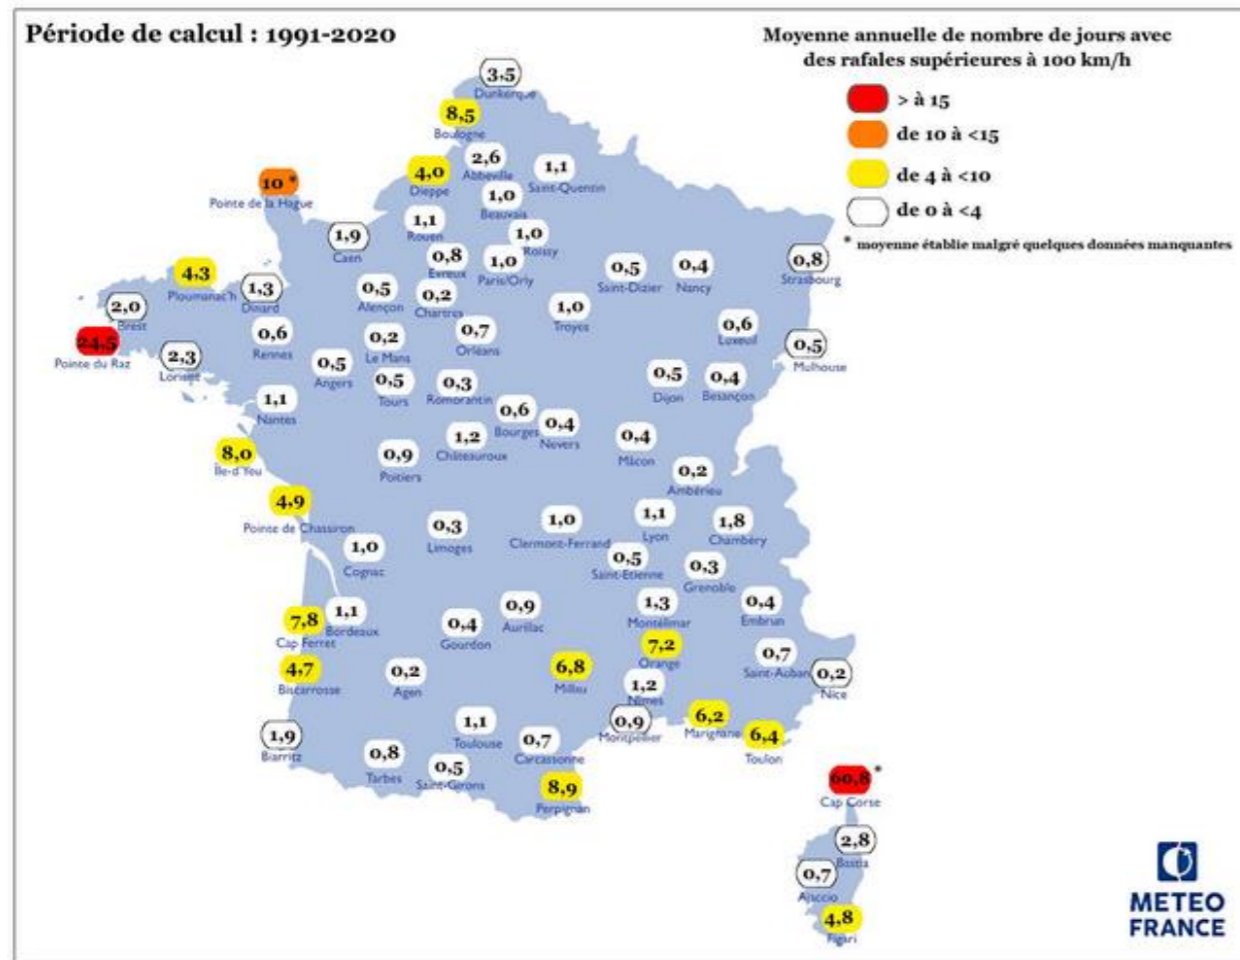 Période de calcul : 1991-2020
Moyenne annuelle de nombre de jours avec
des rafales supérieures à 100 km/h
> à 15
de 10 à <15
de 4 à <10
de 0 à <4
* moyenne établie malgré quelques données manquantes
3,5
Dunkerque
8,5
Boulogne
2,6
Abbeville
4,0
Dieppe
1,1
Saint-Quentin
10 *
Pointe de la Hague
1,0
Beauvais
1,1
Rouen
1,9
Caen
1,0
Roissy
0,8
Evreux
1,0
Paris/Orly
0,5
Saint-Dizier
0,4
Nancy
0,8
Strasbourg
4,3
Ploumanac'h
1,3
Dinard
0,5
Alençon
0,2
Chartres
2,0
Brest
1,0
Troyes
24,5
Pointe du Raz
0,6
Rennes
0,2
Le Mans
0,7
Orléans
0,6
Luxeuil
0,5
Mulhouse
2,3
Lorient
0,5
Angers
0,5
Tours
0,3
Romorantin
0,5
Dijon
0,4
Besançon
1,1
Nantes
0,6
Bourges
0,4
Nevers
1,2
Châteauroux
0,4
Mâcon
8,0
Île-d'Yeu
0,9
Poitiers
0,2
Ambérieu
4,9
Pointe de Chassiron
0,3
Limoges
1,0
Clermont-Ferrand
1,1
Lyon
1,8
Chambéry
1,0
Cognac
0,5
Saint-Etienne
0,3
Grenoble
7,8
Cap Ferret
1,1
Bordeaux
0,9
Aurillac
1,3
Montélimar
0,4
Embrun
0,4
Gourdon
7,2
Orange
4,7
Biscarrosse
0,2
Agen
6,8
Millau
0,7
Saint-Auban
0,2
Nice
1,2
Nîmes
1,9
Biarritz
1,1
Toulouse
0,9
Montpellier
6,2
Marignane
6,4
Toulon
0,8
Tarbes
0,5
Saint-Girons
0,7
Carcassonne
8,9
Perpignan
60,8 *
Cap Corse
2,8
Bastia
0,7
Ajaccio
4,8
Figari
METEO
FRANCE